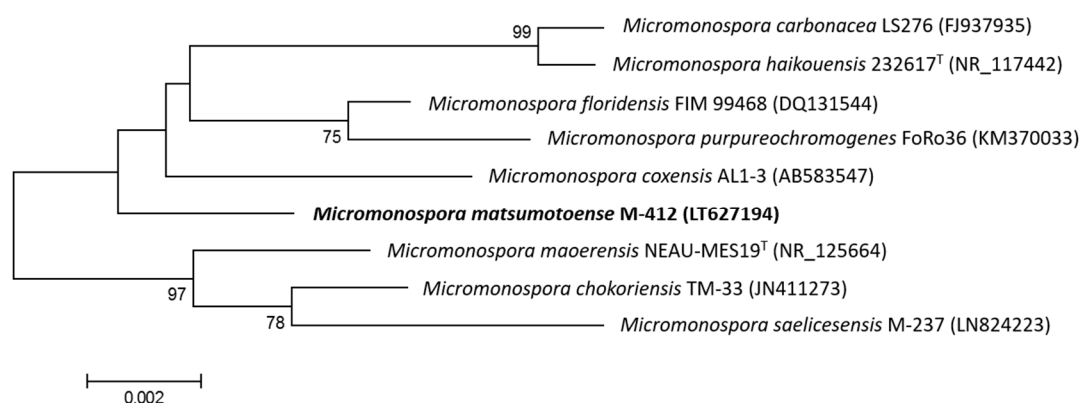 99
Micromonospora carbonacea LS276 (FJ937935)
Micromonospora haikouensis 232617ᵀ (NR_117442)
Micromonospora floridensis FIM 99468 (DQ131544)
75
Micromonospora purpureochromogenes FoRo36 (KM370033)
Micromonospora coxensis AL1-3 (AB583547)
Micromonospora matsumotoense M-412 (LT627194)
Micromonospora maoerensis NEAU-MES19ᵀ (NR_125664)
97
Micromonospora chokoriensis TM-33 (JN411273)
78
Micromonospora saelicesensis M-237 (LN824223)
0.002